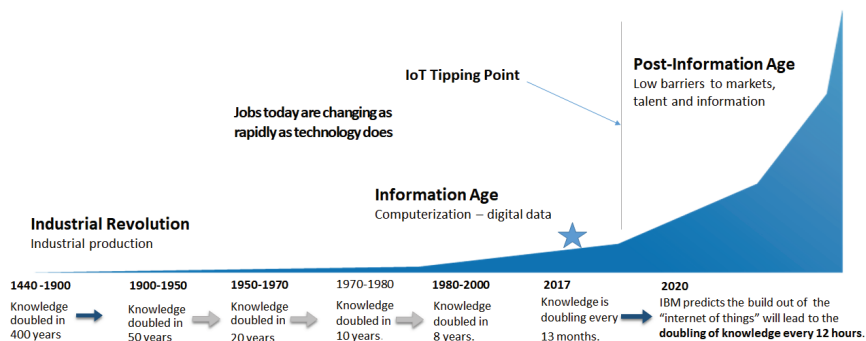 Post-Information Age
Low barriers to markets,
talent and information
IoT Tipping Point
Jobs today are changing as
rapidly as technology does
Information Age
Computerization – digital data
Industrial Revolution
Industrial production
1440 -1900
Knowledge
doubled in
400 years
1900-1950
Knowledge
doubled in
50 years
1950-1970
Knowledge
doubled in
20 years
1970-1980
Knowledge
doubled in
10 years.
1980-2000
Knowledge
doubled in
8 years.
2017
Knowledge is
doubling every
13 months.
2020
IBM predicts the build out of the
“internet of things” will lead to the
doubling of knowledge every 12 hours.